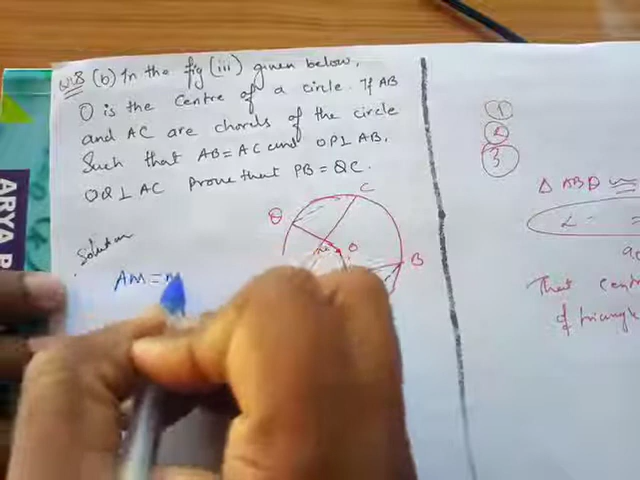 Q18 (b) In the fig (iii) given below,
O is the centre of a circle. If AB
and AC are chords of the circle
Such that AB = AC and OP⊥ AB,
OQ⊥ AC Prove that PB = QC.
Solution
AM =
Q
C
O
B
1
2
3
Δ ABD
That cent
of triangle
ARYA